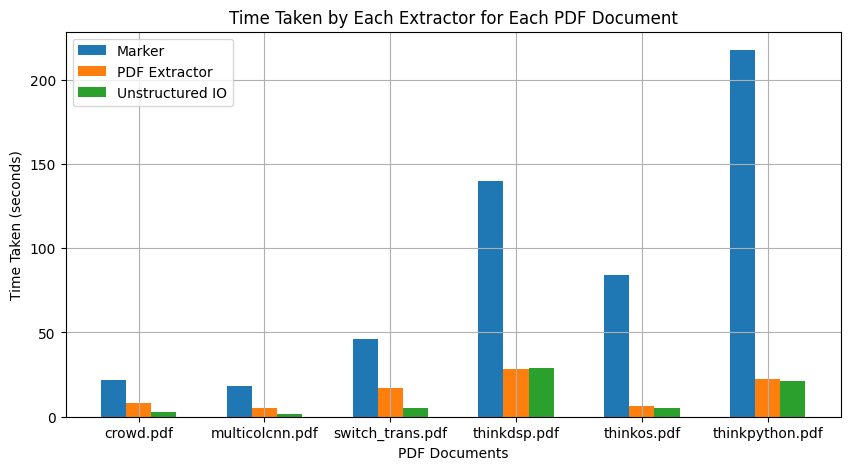 Time Taken by Each Extractor for Each PDF Document
Marker
PDF Extractor
Unstructured IO
Time Taken (seconds)
200
150
100
50
0
crowd.pdf multicolcnn.pdf switch_trans.pdf thinkdsp.pdf thinkos.pdf thinkpython.pdf
PDF Documents